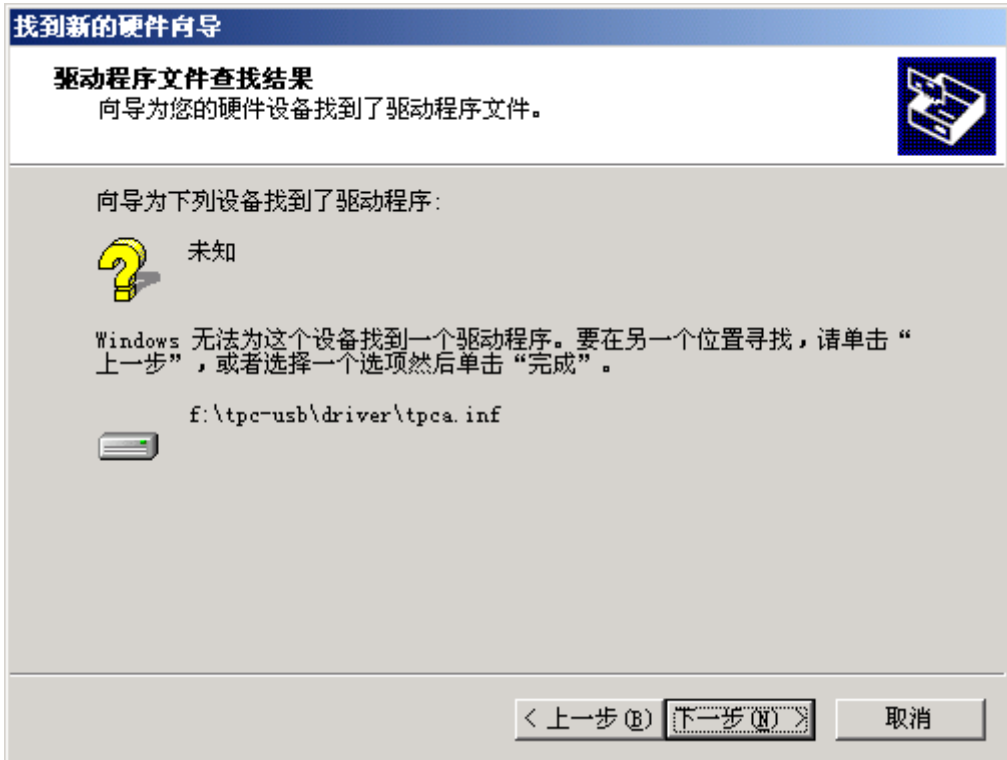 找到新的硬件向导
驱动程序文件查找结果
向导为您的硬件设备找到了驱动程序文件。
向导为下列设备找到了驱动程序:
未知
Windows 无法为这个设备找到一个驱动程序。要在另一个位置寻找，请单击“
上一步”，或者选择一个选项然后单击“完成”。
f:\tpc-usb\driver\tpca.inf
< 上一步(B) 下一步(N) > 取消